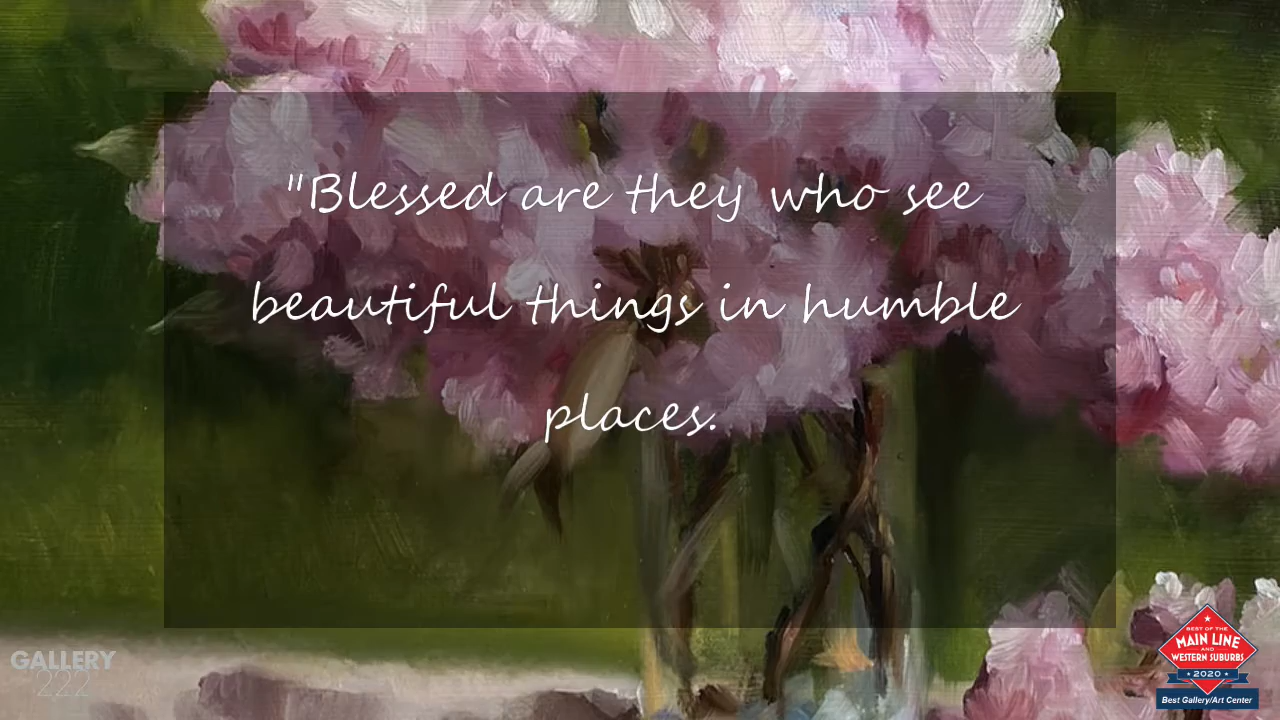 "Blessed are they who see
beautiful things in humble
places.
GALLERY
222
BEST OF THE
MAIN LINE
AND
WESTERN SUBURBS
2020
Best Gallery/Art Center